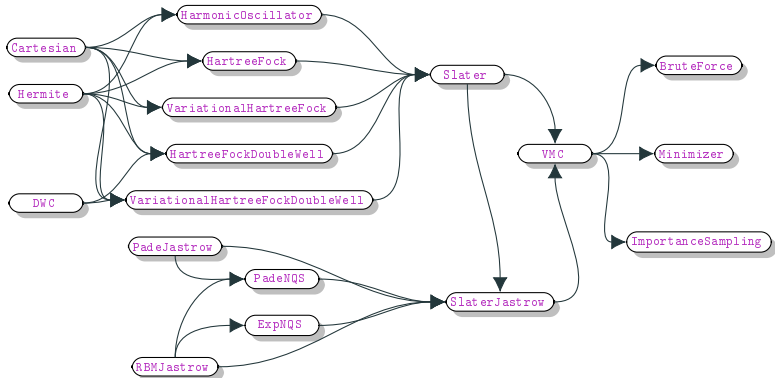 HarmonicOscillator
Cartesian
HartreeFock
BruteForce
Slater
Hermite
VariationalHartreeFock
HartreeFockDoubleWell
VMC
Minimizer
VariationalHartreeFockDoubleWell
DWC
PadeJastrow
ImportanceSampling
PadeNQS
SlaterJastrow
ExpNQS
RBMJastrow